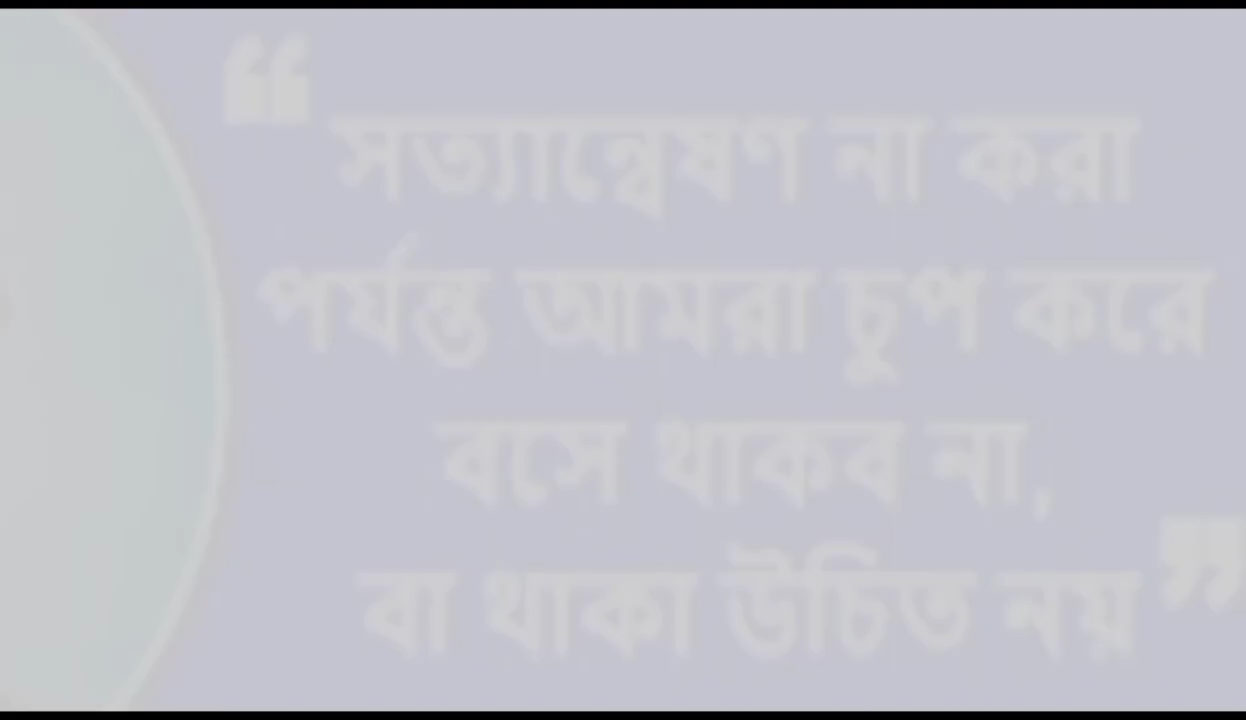 “সত্যান্বেষণ না করা
পর্যন্ত আমরা চুপ করে
বসে থাকব না,
বা থাকা উচিত নয়”